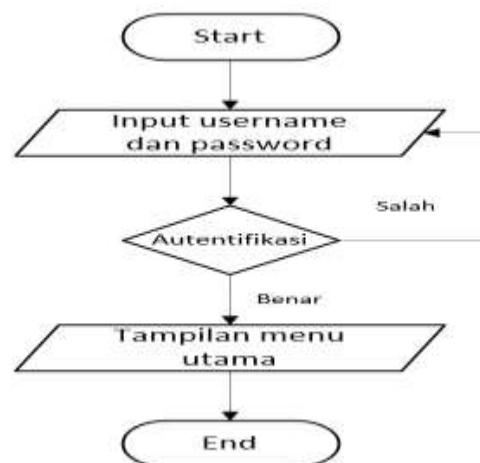 Start
Input username
dan password
Salah
Autentifikasi
Benar
Tampilan menu
utama
End